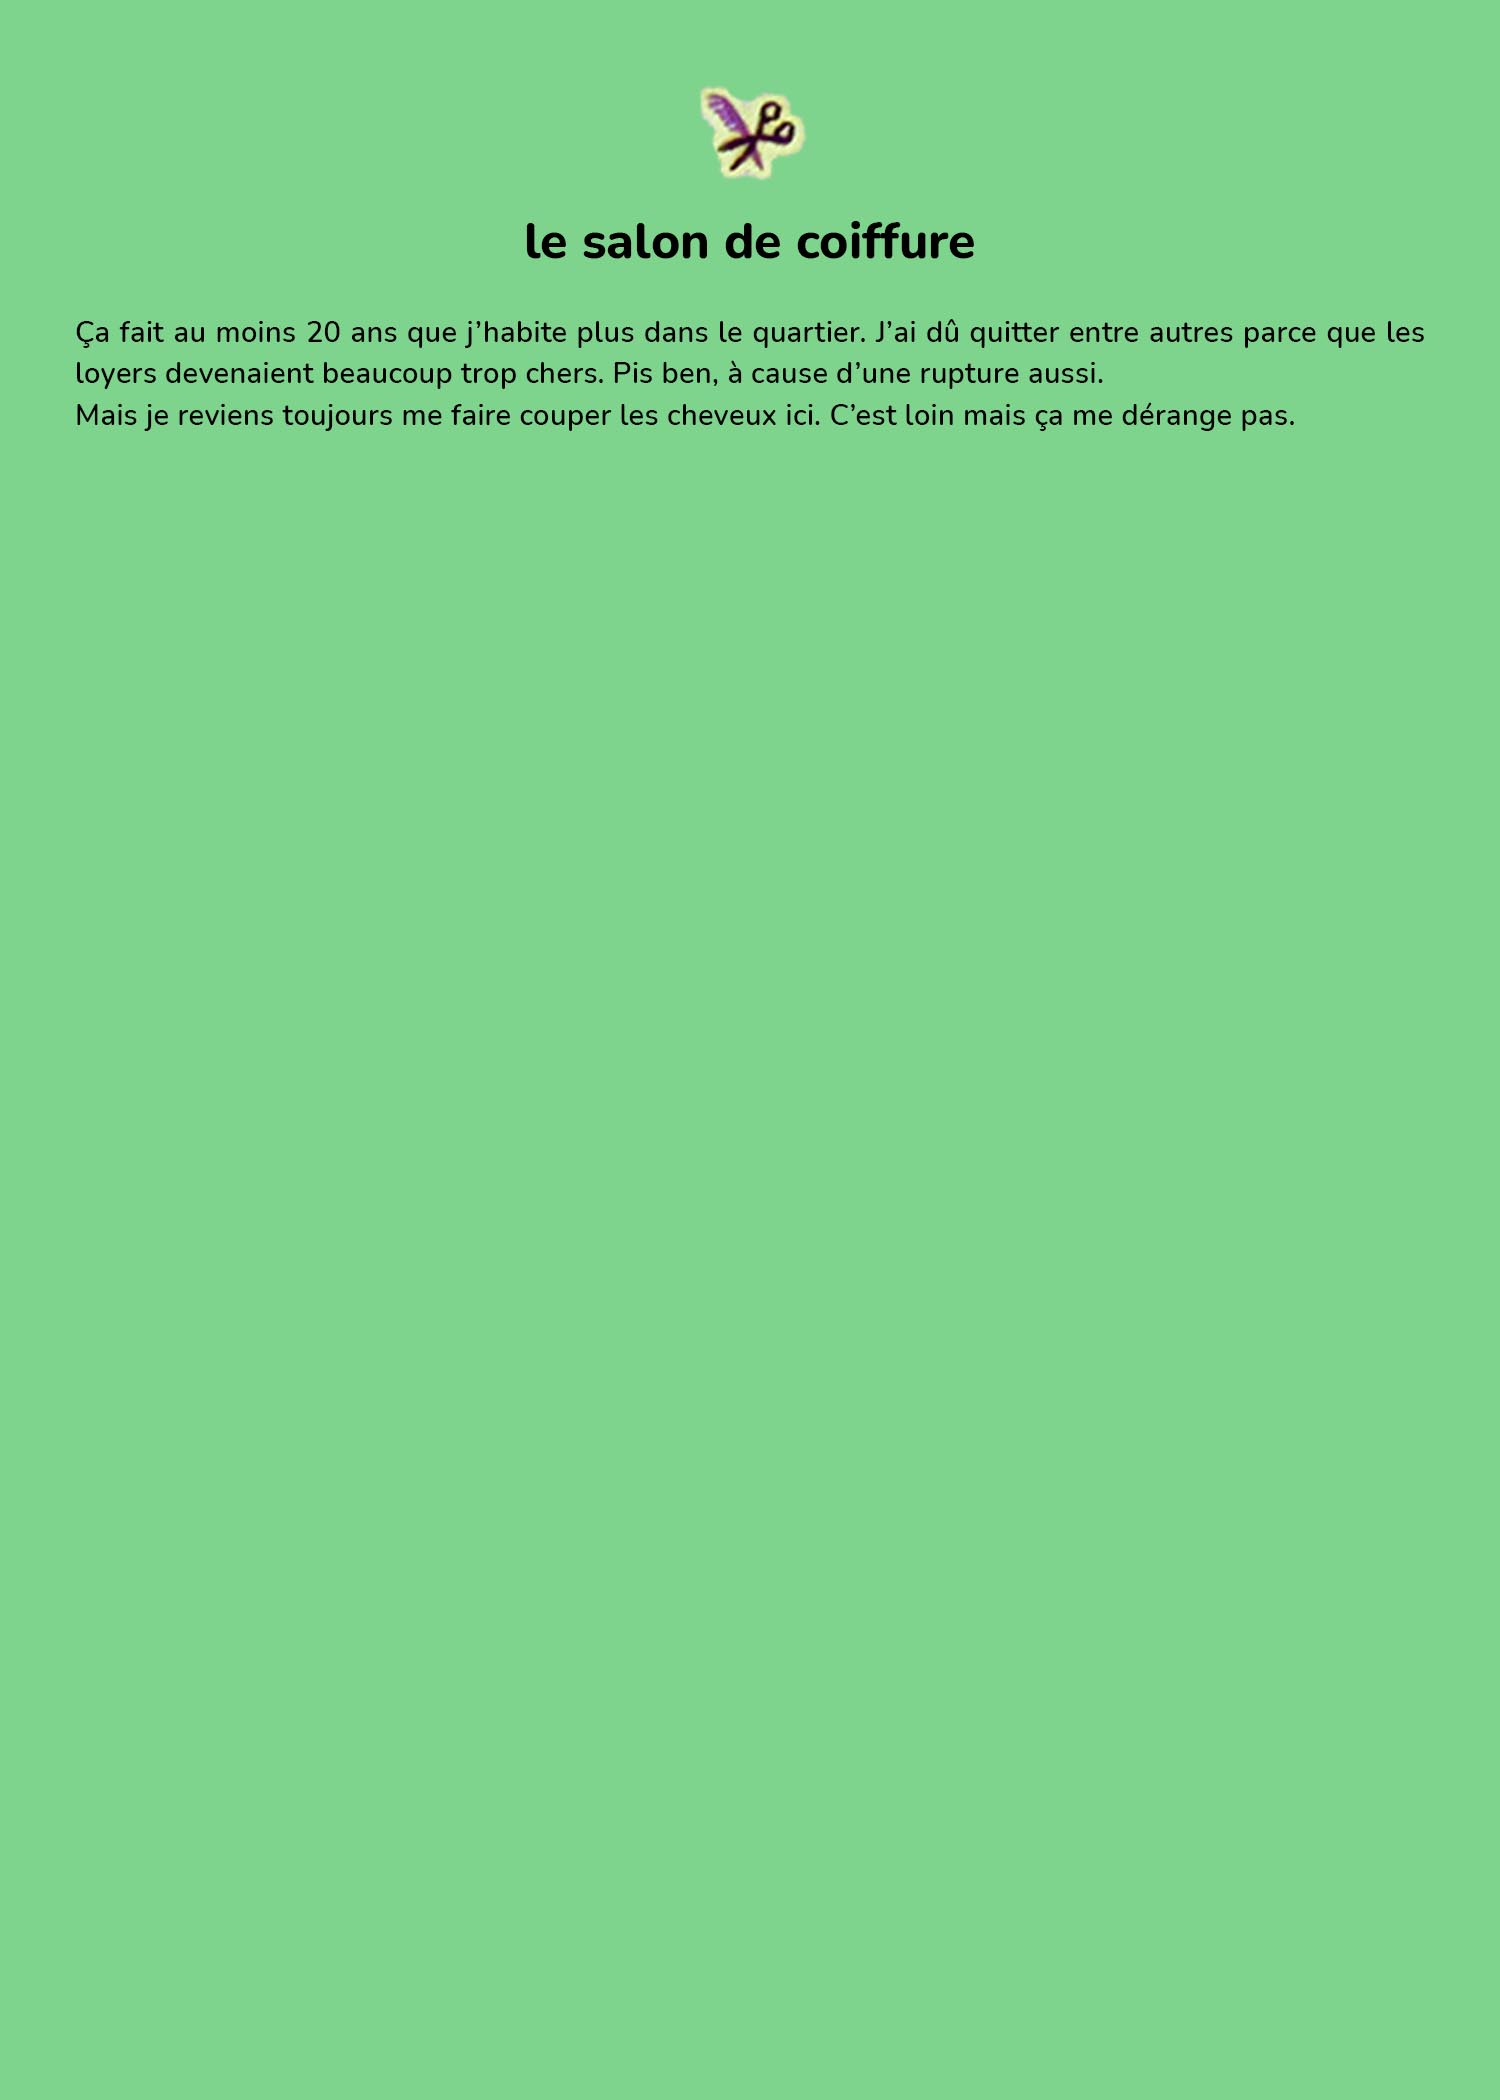 le salon de coiffure
Ça fait au moins 20 ans que j’habite plus dans le quartier. J’ai dû quitter entre autres parce que les
loyers devenaient beaucoup trop chers. Pis ben, à cause d’une rupture aussi.
Mais je reviens toujours me faire couper les cheveux ici. C’est loin mais ça me dérange pas.